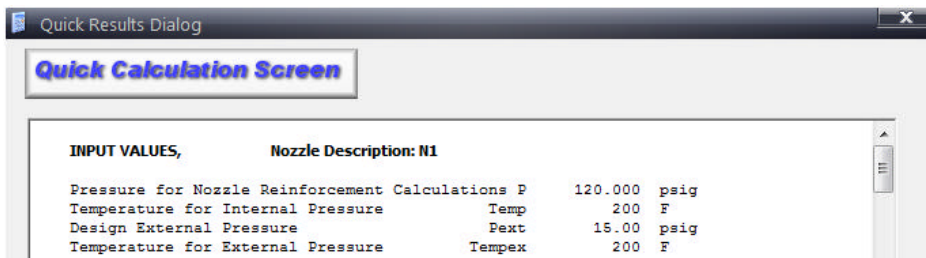 Quick Results Dialog
X
Quick Calculation Screen
INPUT VALUES, Nozzle Description: N1
Pressure for Nozzle Reinforcement Calculations P 120.000 psig
Temperature for Internal Pressure Temp 200 F
Design External Pressure Pext 15.00 psig
Temperature for External Pressure Tempex 200 F